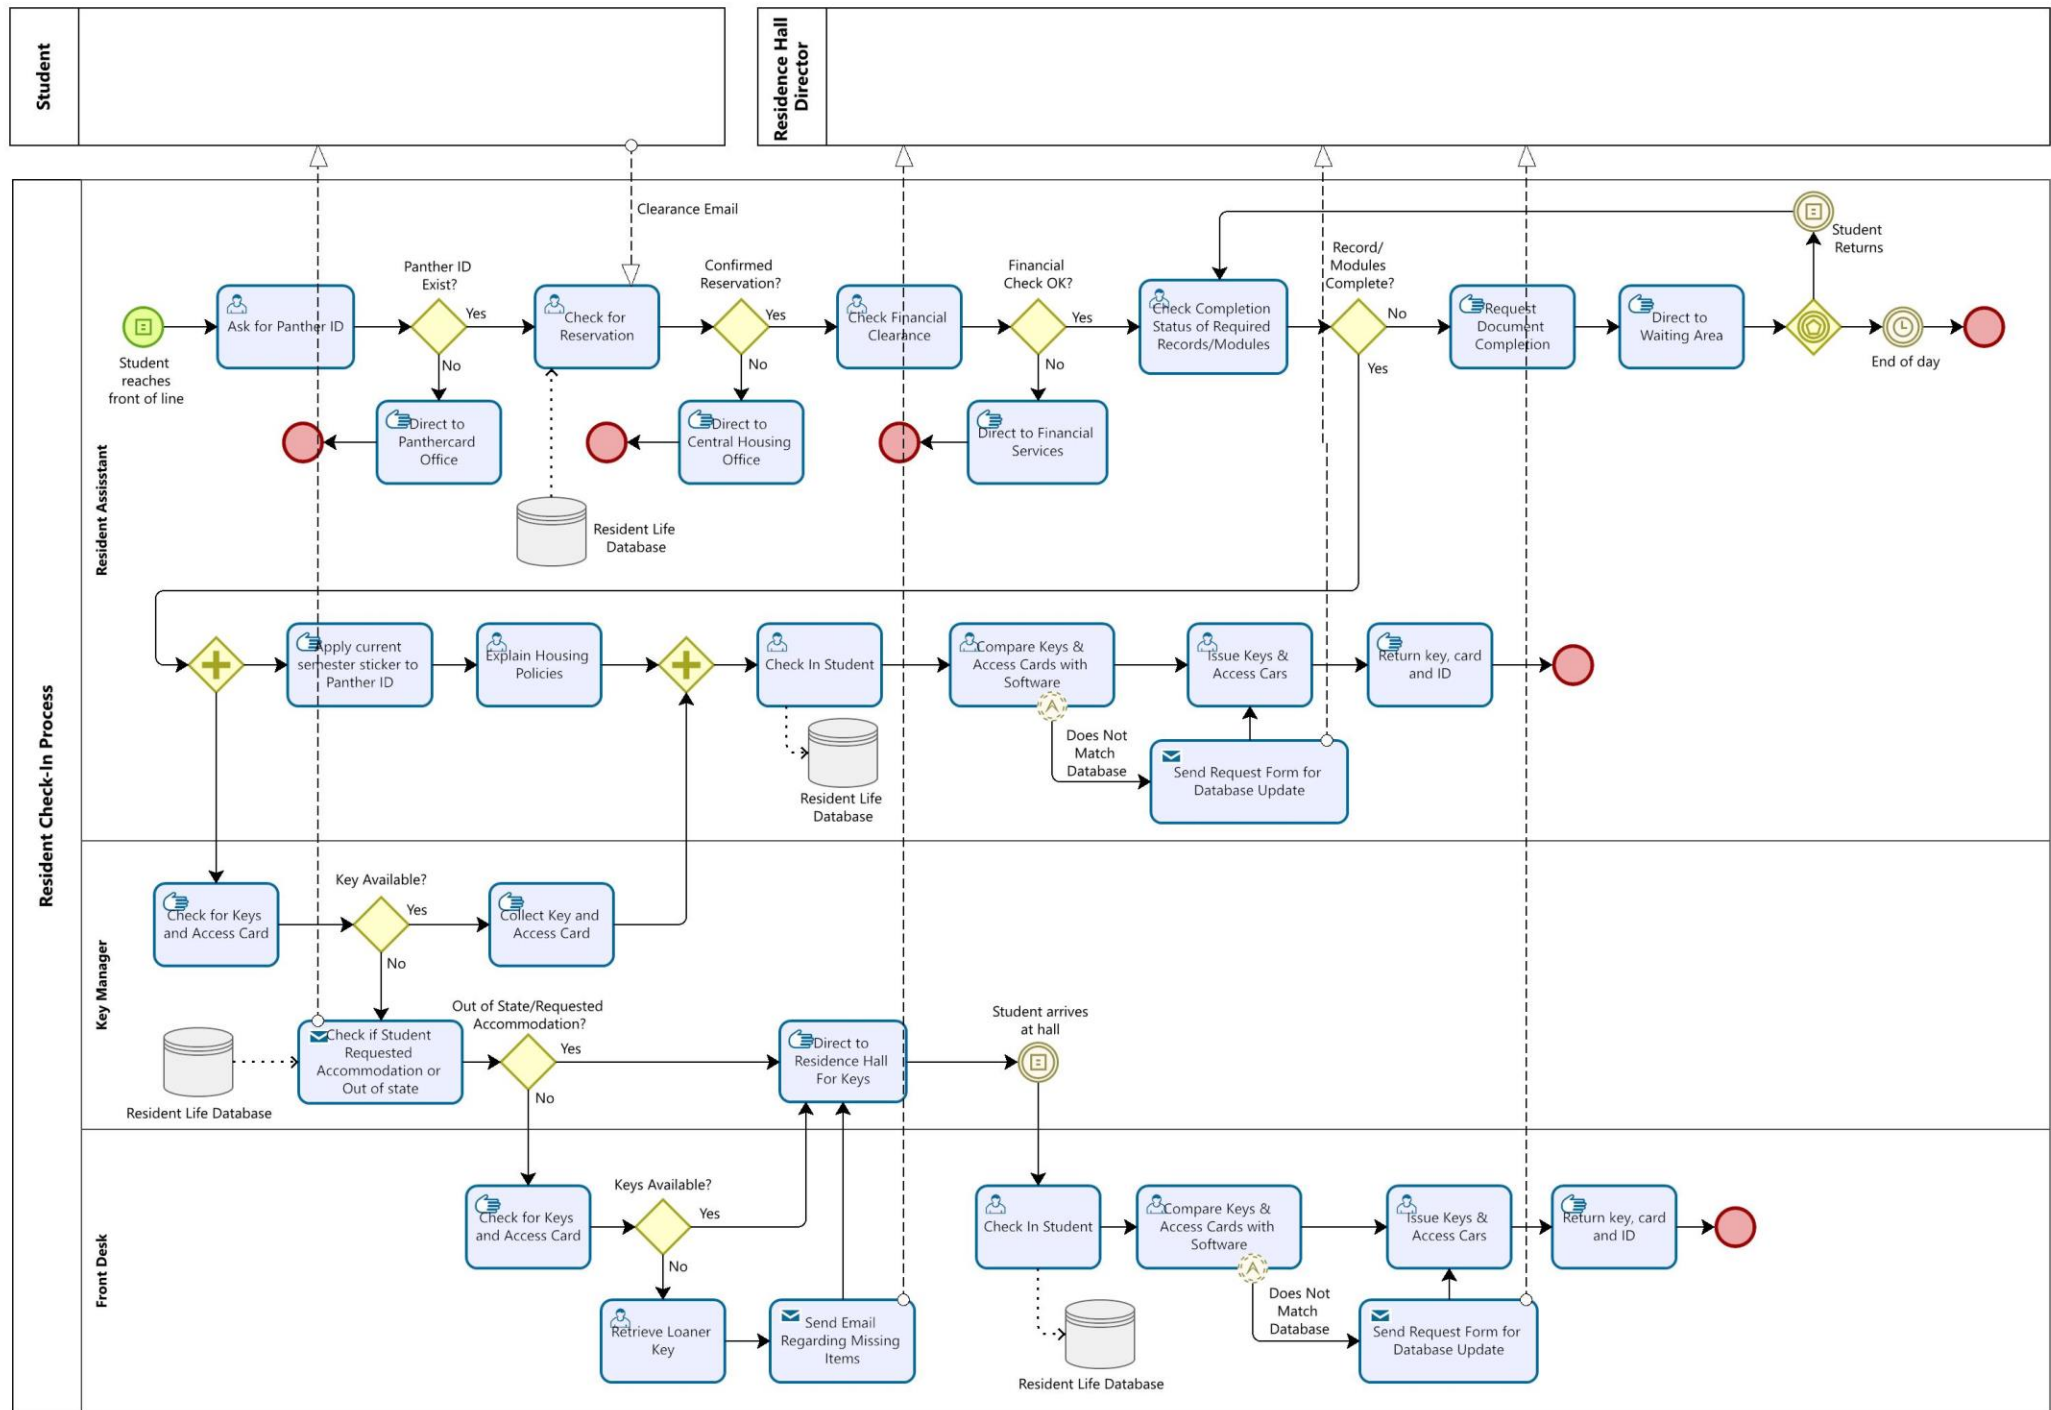 Student
Residence Hall
Director
Resident Check-In Process
Resident Assisstant
Clearance Email
Student
Returns
Panther ID
Exist?
Confirmed
Reservation?
Financial
Check OK?
Record/
Modules
Complete?
Student
reaches
front of line
Ask for Panther ID
Yes
No
Check for
Reservation
Yes
No
Check Financial
Clearance
Yes
No
Check Completion
Status of Required
Records/Modules
No
Yes
Request
Document
Completion
Direct to
Waiting Area
End of day
Direct to
Panthercard
Office
Direct to
Central Housing
Office
Direct to Financial
Services
Resident Life
Database
Apply current
semester sticker to
Panther ID
Explain Housing
Policies
Check In Student
Compare Keys &
Access Cards with
Software
Issue Keys &
Access Cars
Return key, card
and ID
Does Not
Match
Database
Send Request Form for
Database Update
Resident Life
Database
Key Manager
Check for Keys
and Access Card
Key Available?
Yes
No
Collect Key and
Access Card
Resident Life Database
Check if Student
Requested
Accommodation or
Out of state
Out of State/Requested
Accommodation?
Yes
No
Direct to
Residence Hall
For Keys
Student arrives
at hall
Front Desk
Check for Keys
and Access Card
Keys Available?
Yes
No
Retrieve Loaner
Key
Send Email
Regarding Missing
Items
Check In Student
Compare Keys &
Access Cards with
Software
Issue Keys &
Access Cars
Return key, card
and ID
Does Not
Match
Database
Send Request Form for
Database Update
Resident Life Database